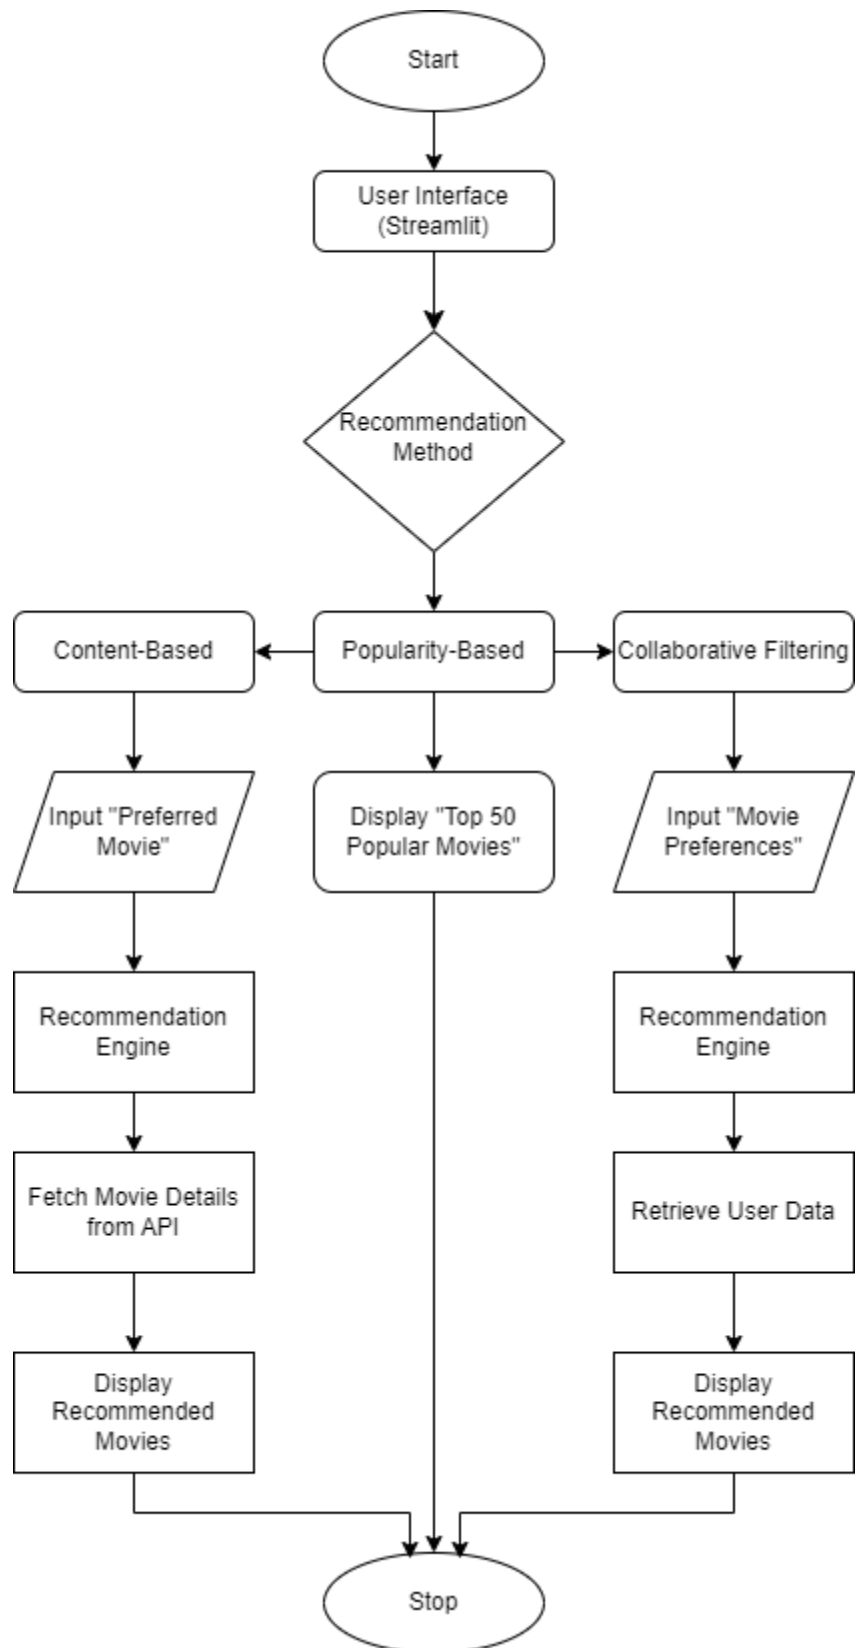 Start
User Interface
(Streamlit)
Recommendation
Method
Content-Based
Popularity-Based
Collaborative Filtering
Input "Preferred
Movie"
Display "Top 50
Popular Movies"
Input "Movie
Preferences"
Recommendation
Engine
Recommendation
Engine
Fetch Movie Details
from API
Retrieve User Data
Display
Recommended
Movies
Display
Recommended
Movies
Stop